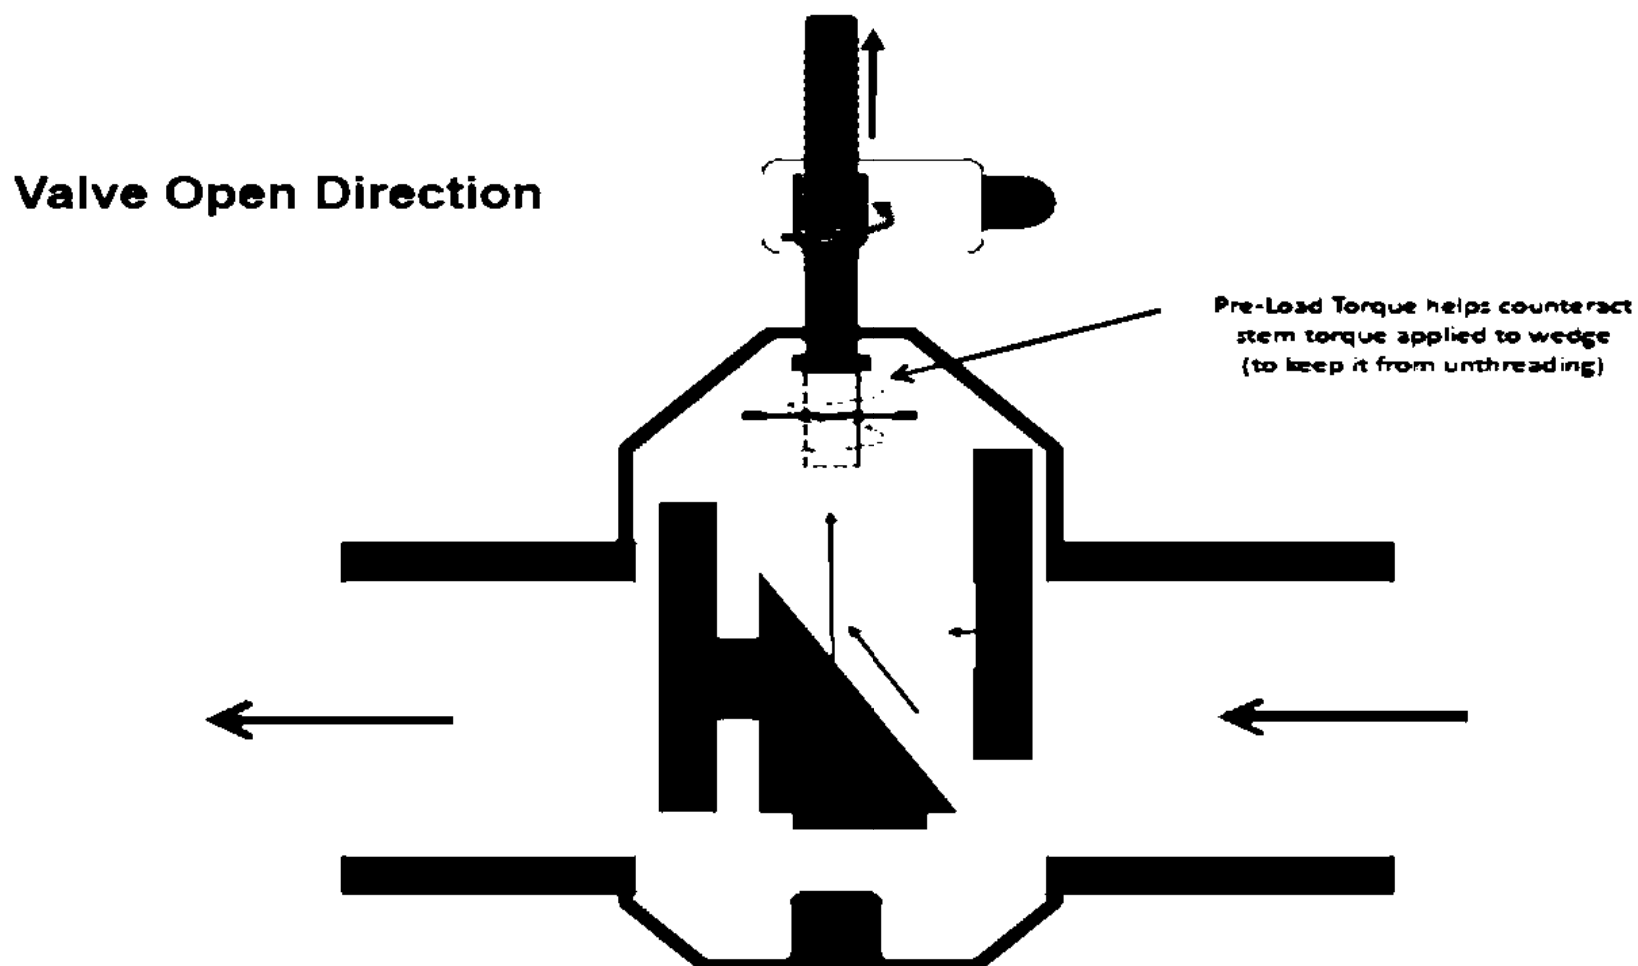 Valve Open Direction
Pre-Load Torque helps counteract
stem torque applied to wedge
(to keep it from unthreading)